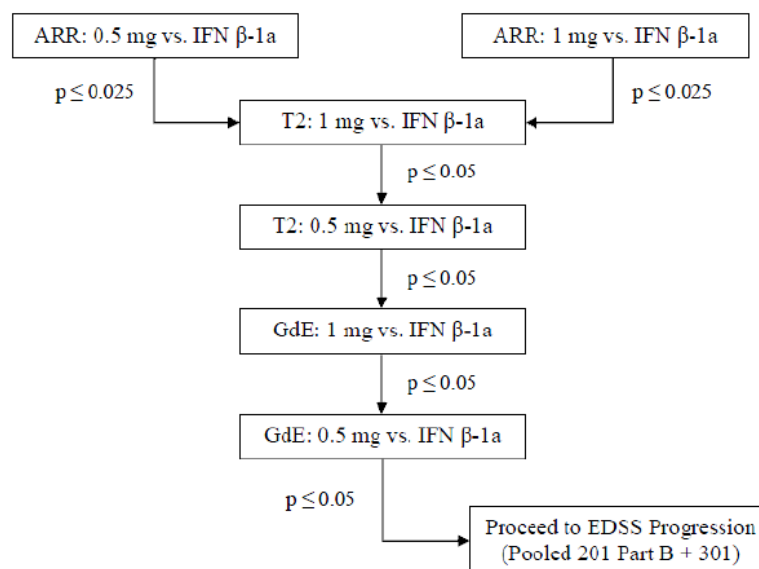 ARR: 0.5 mg vs. IFN β-1a
ARR: 1 mg vs. IFN β-1a
p ≤ 0.025
p ≤ 0.025
T2: 1 mg vs. IFN β-1a
p ≤ 0.05
T2: 0.5 mg vs. IFN β-1a
p ≤ 0.05
GdE: 1 mg vs. IFN β-1a
p ≤ 0.05
GdE: 0.5 mg vs. IFN β-1a
p ≤ 0.05
Proceed to EDSS Progression
(Pooled 201 Part B + 301)